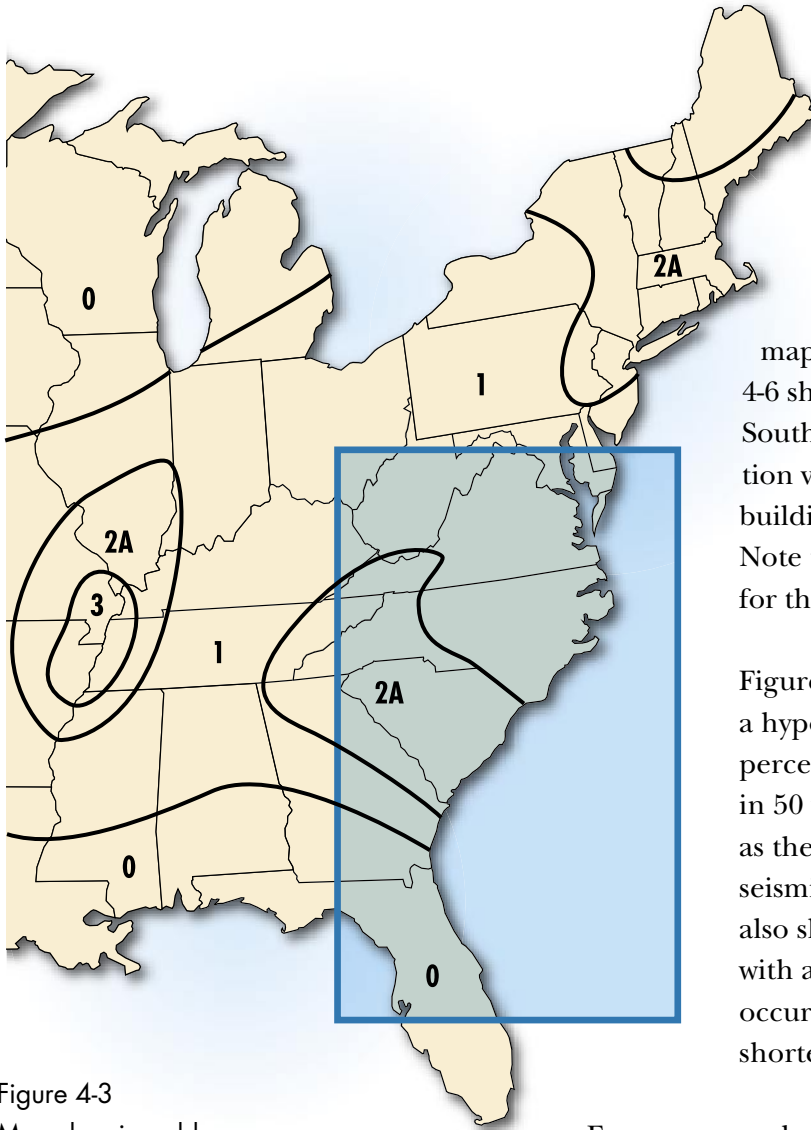 0
2A
1
2A
3
1
2A
0
0
map
4-6 sh
South
tion v
buildi
Note
for th
Figure
a hypo
perce
in 50
as the
seism
also sl
with a
occur
shorte
Figure 4-3